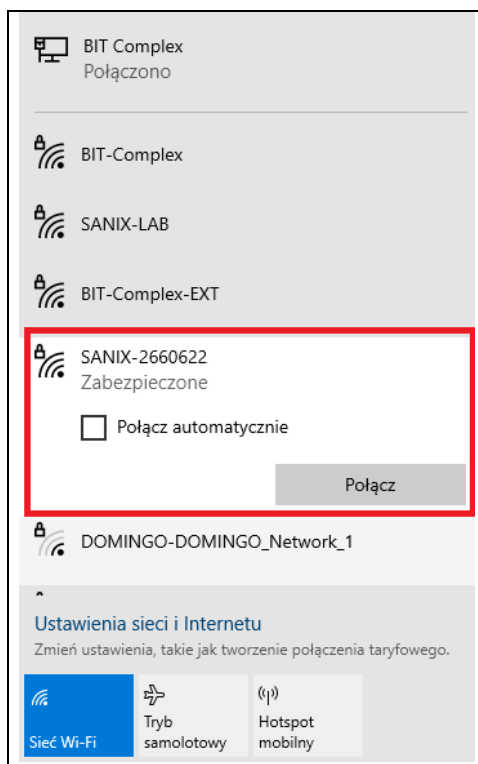 BIT Complex
Połączono
BIT-Complex
SANIX-LAB
BIT-Complex-EXT
SANIX-2660622
Zabezpieczone
Połącz automatycznie
Połącz
DOMINGO-DOMINGO_Network_1
Ustawienia sieci i Internetu
Zmień ustawienia, takie jak tworzenie połączenia taryfowego.
Sieć Wi-Fi
Tryb
samolotowy
Hotspot
mobilny